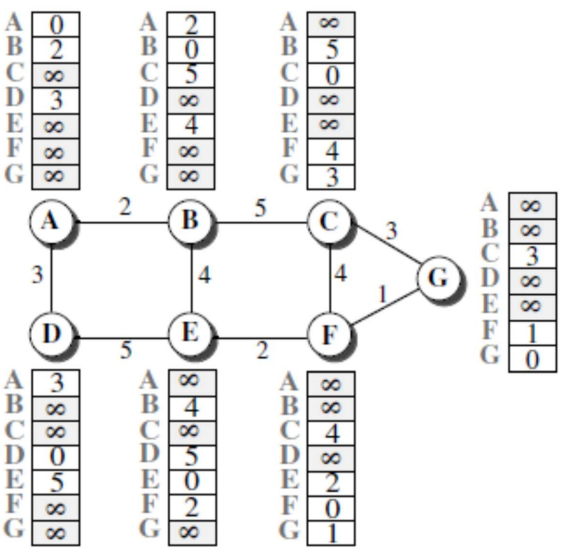 A 0
B 2
C ∞
D 3
E ∞
F ∞
G ∞
A 2
B 0
C 5
D ∞
E 4
F ∞
G ∞
A ∞
B 5
C 0
D ∞
E ∞
F 4
G 3
A 2 B 5 C
3
3 4 4 G
1
D 5 E 2 F
A ∞
B ∞
C 3
D ∞
E ∞
F 1
G 0
A 3
B ∞
C ∞
D 0
E 5
F ∞
G ∞
A ∞
B 4
C ∞
D 5
E 0
F 2
G ∞
A ∞
B ∞
C 4
D ∞
E 2
F 0
G 1